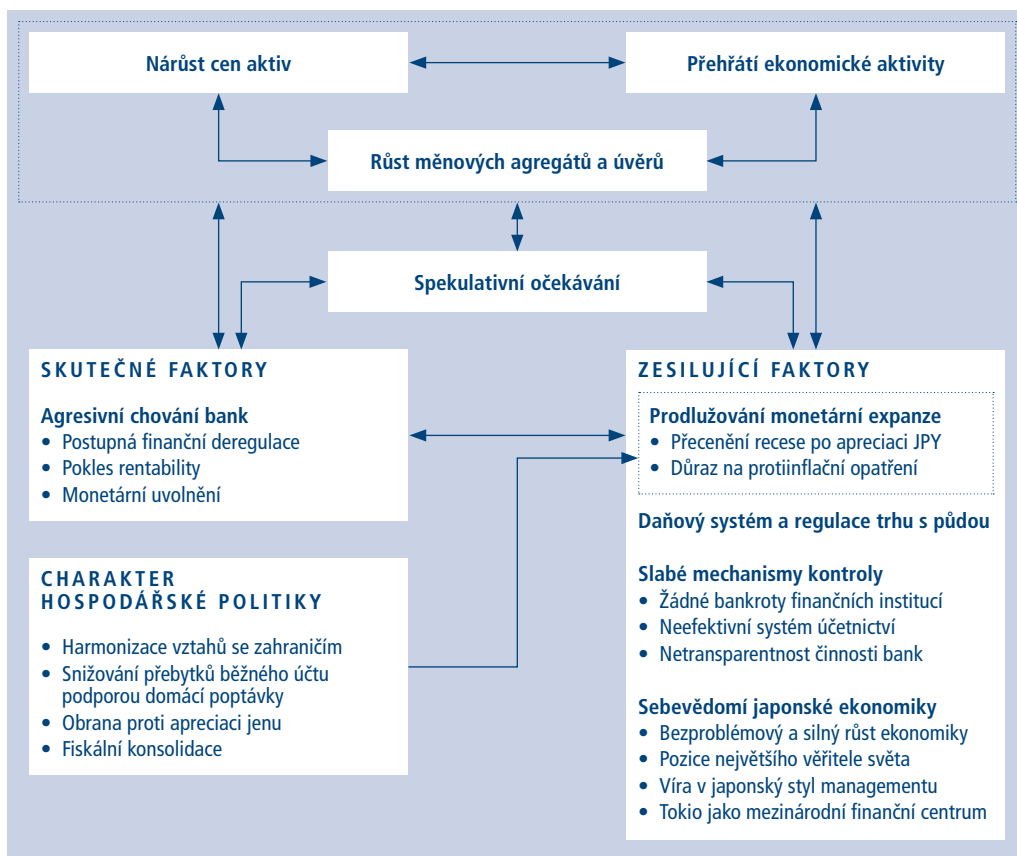 Nárůst cen aktiv
Přehřátí ekonomické aktivity
Růst měnových agregátů a úvěrů
Spekulativní očekávání
SKUTEČNÉ FAKTORY
Agresivní chování bank
• Postupná finanční deregulace
• Pokles rentability
• Monetární uvolnění
CHARAKTER
HOSPODÁŘSKÉ POLITIKY
• Harmonizace vztahů se zahraničím
• Snižování přebytků běžného účtu
podporou domácí poptávky
• Obrana proti apreciaci jenu
• Fiskální konsolidace
ZESILUJÍCÍ FAKTORY
Prodlužování monetární expanze
• Přecenění recese po apreciaci JPY
• Důraz na protiinflační opatření
Daňový systém a regulace trhu s půdou
Slabé mechanismy kontroly
• Žádné bankroty finančních institucí
• Neefektivní systém účetnictví
• Netransparentnost činnosti bank
Sebevědomí japonské ekonomiky
• Bezproblémový a silný růst ekonomiky
• Pozice největšího věřitele světa
• Víra v japonský styl managementu
• Tokio jako mezinárodní finanční centrum